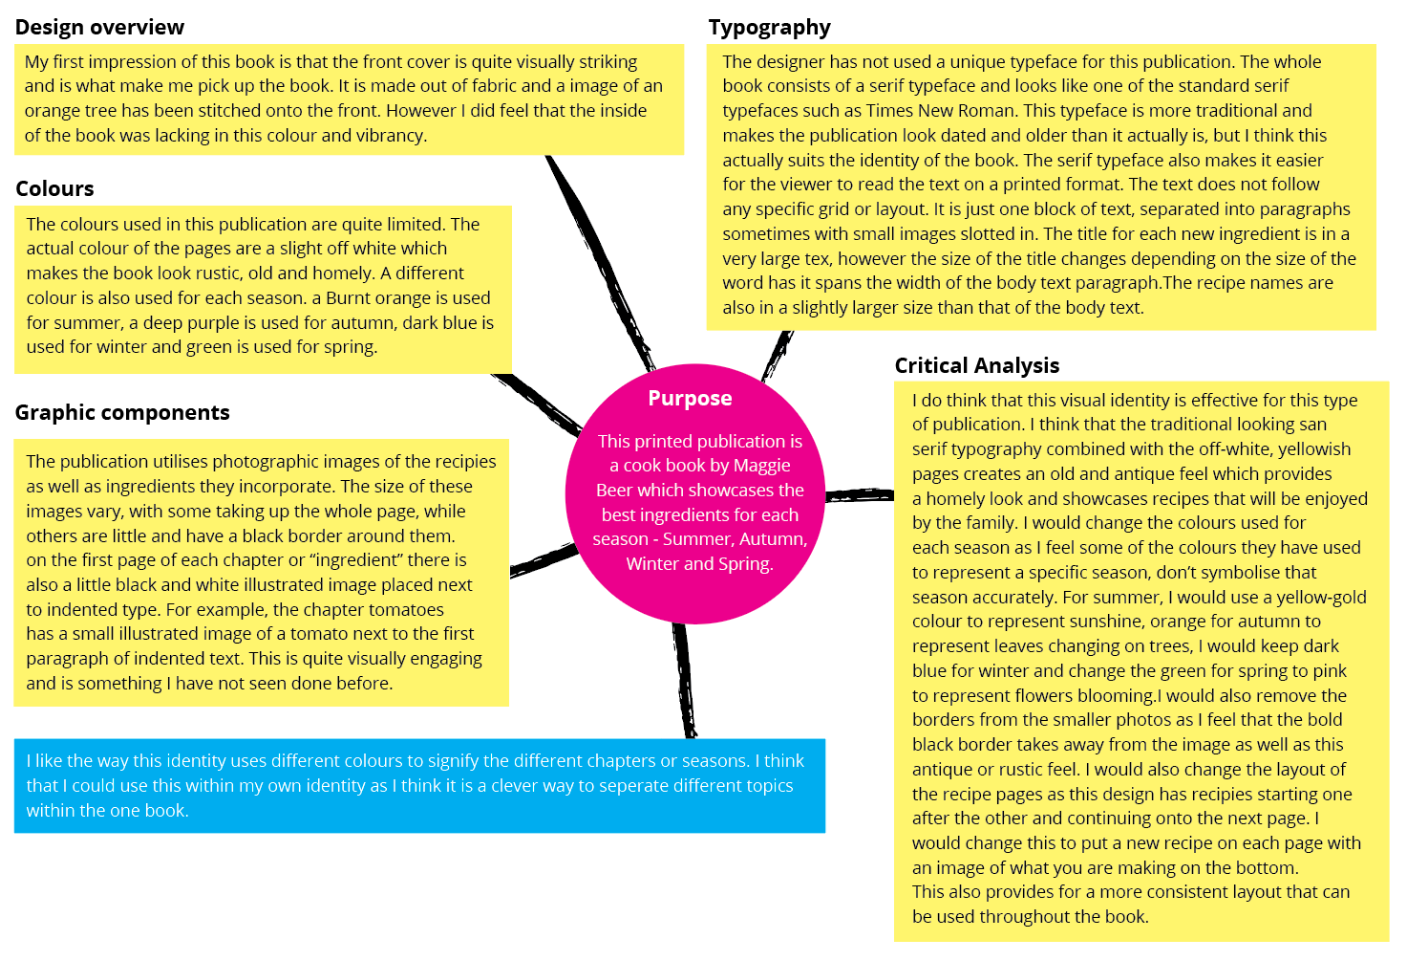 Design overview
My first impression of this book is that the front cover is quite visually striking
and is what make me pick up the book. It is made out of fabric and a image of an
orange tree has been stitched onto the front. However I did feel that the inside
of the book was lacking in this colour and vibrancy.
Colours
The colours used in this publication are quite limited. The
actual colour of the pages are a slight off white which
makes the book look rustic, old and homely. A different
colour is also used for each season. a Burnt orange is used
for summer, a deep purple is used for autumn, dark blue is
used for winter and green is used for spring.
Graphic components
The publication utilises photographic images of the recipies
as well as ingredients they incorporate. The size of these
images vary, with some taking up the whole page, while
others are little and have a black border around them.
on the first page of each chapter or “ingredient” there is
also a little black and white illustrated image placed next
to indented type. For example, the chapter tomatoes
has a small illustrated image of a tomato next to the first
paragraph of indented text. This is quite visually engaging
and is something I have not seen done before.
I like the way this identity uses different colours to signify the different chapters or seasons. I think
that I could use this within my own identity as I think it is a clever way to seperate different topics
within the one book.
Purpose
This printed publication is
a cook book by Maggie
Beer which showcases the
best ingredients for each
season - Summer, Autumn,
Winter and Spring.
Typography
The designer has not used a unique typeface for this publication. The whole
book consists of a serif typeface and looks like one of the standard serif
typefaces such as Times New Roman. This typeface is more traditional and
makes the publication look dated and older than it actually is, but I think this
actually suits the identity of the book. The serif typeface also makes it easier
for the viewer to read the text on a printed format. The text does not follow
any specific grid or layout. It is just one block of text, separated into paragraphs
sometimes with small images slotted in. The title for each new ingredient is in a
very large tex, however the size of the title changes depending on the size of the
word has it spans the width of the body text paragraph.The recipe names are
also in a slightly larger size than that of the body text.
Critical Analysis
I do think that this visual identity is effective for this type
of publication. I think that the traditional looking san
serif typography combined with the off-white, yellowish
pages creates an old and antique feel which provides
a homely look and showcases recipes that will be enjoyed
by the family. I would change the colours used for
each season as I feel some of the colours they have used
to represent a specific season, don’t symbolise that
season accurately. For summer, I would use a yellow-gold
colour to represent sunshine, orange for autumn to
represent leaves changing on trees, I would keep dark
blue for winter and change the green for spring to pink
to represent flowers blooming.I would also remove the
borders from the smaller photos as I feel that the bold
black border takes away from the image as well as this
antique or rustic feel. I would also change the layout of
the recipe pages as this design has recipies starting one
after the other and continuing onto the next page. I
would change this to put a new recipe on each page with
an image of what you are making on the bottom.
This also provides for a more consistent layout that can
be used throughout the book.